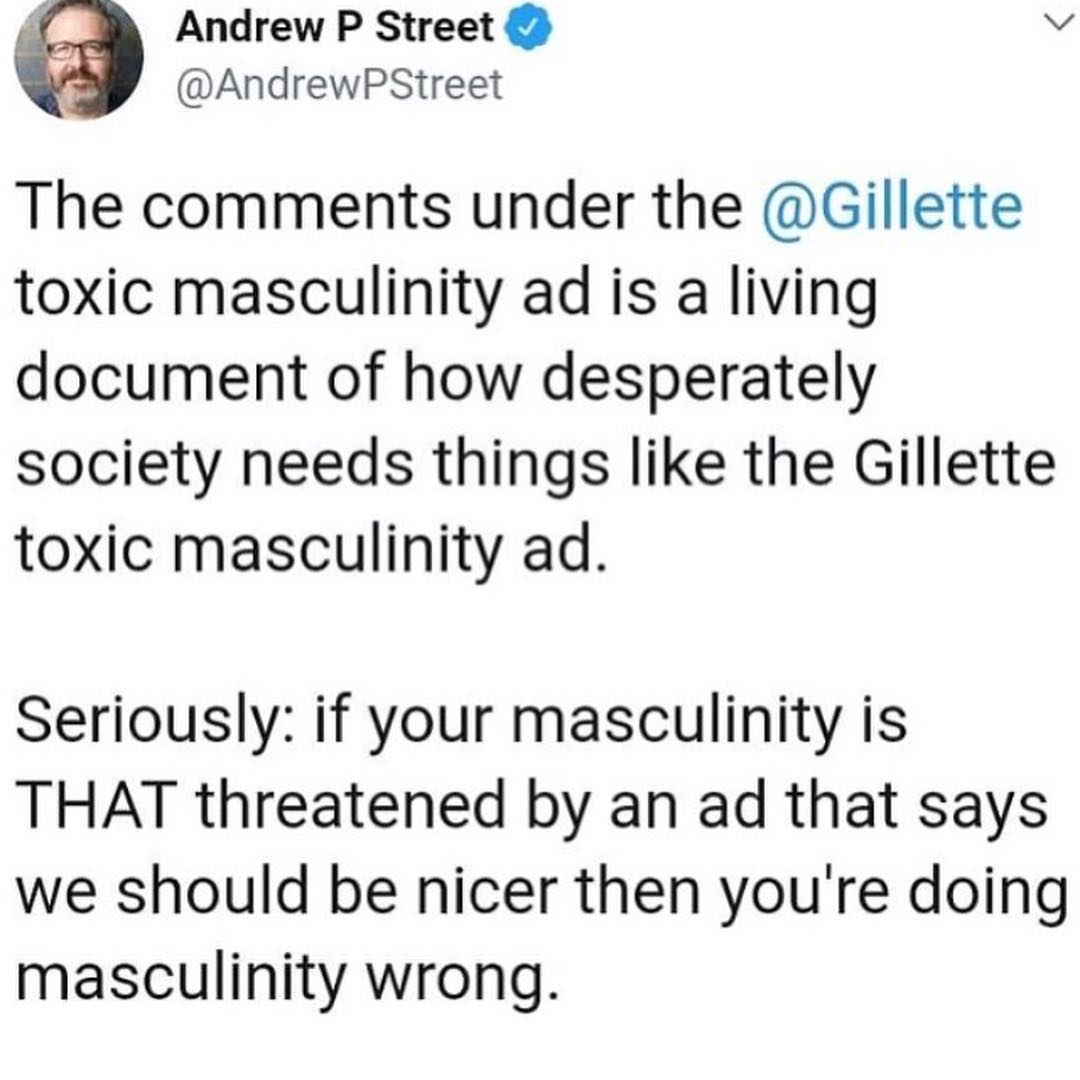 Andrew P Street
@AndrewPStreet
The comments under the @Gillette
toxic masculinity ad is a living
document of how desperately
society needs things like the Gillette
toxic masculinity ad.
Seriously: if your masculinity is
THAT threatened by an ad that says
we should be nicer then you're doing
masculinity wrong.